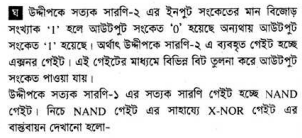 ঘ উদ্দীপকে সত্যক সারণি-২ এর ইনপুট সংকেতের মান বিজোড়
সংখ্যাক '1' হলে আউটপুট সংকেত '0' হয়েছে অন্যথায় আউটপুট
সংকেত '1' হয়েছে। অর্থাৎ উদ্দীপকে সারণি-২ এ ব্যবহৃত গেইট হচ্ছে
এক্সনর গেইট। এই গেইটের মাধ্যমে বিভিন্ন বিট তুলনা করে আউটপুট
সংকেত পাওয়া যায়।
উদ্দীপকে সত্যক সারণি-১ এর সত্যক সারণি গেইট হচ্ছে NAND
গেইট। নিচে NAND গেইট এর সাহায্যে X-NOR গেইট এর
বাস্তবায়ন দেখানো হলো-